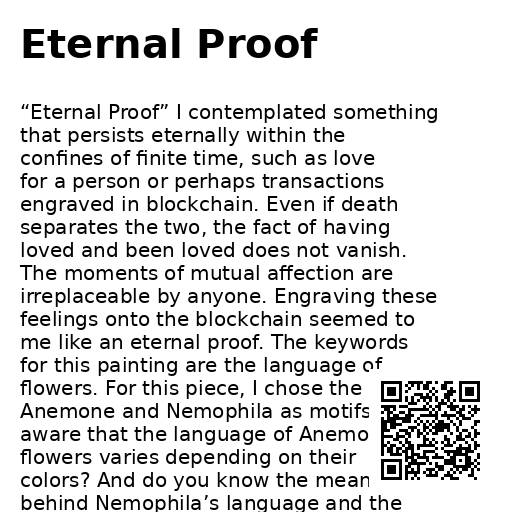 Eternal Proof
“Eternal Proof” I contemplated something
that persists eternally within the
confines of finite time, such as love
for a person or perhaps transactions
engraved in blockchain. Even if death
separates the two, the fact of having
loved and been loved does not vanish.
The moments of mutual affection are
irreplaceable by anyone. Engraving these
feelings onto the blockchain seemed to
me like an eternal proof. The keywords
for this painting are the language of
flowers. For this piece, I chose the
Anemone and Nemophila as motifs
aware that the language of Anemo
flowers varies depending on their
colors? And do you know the mean
behind Nemophila’s language and the